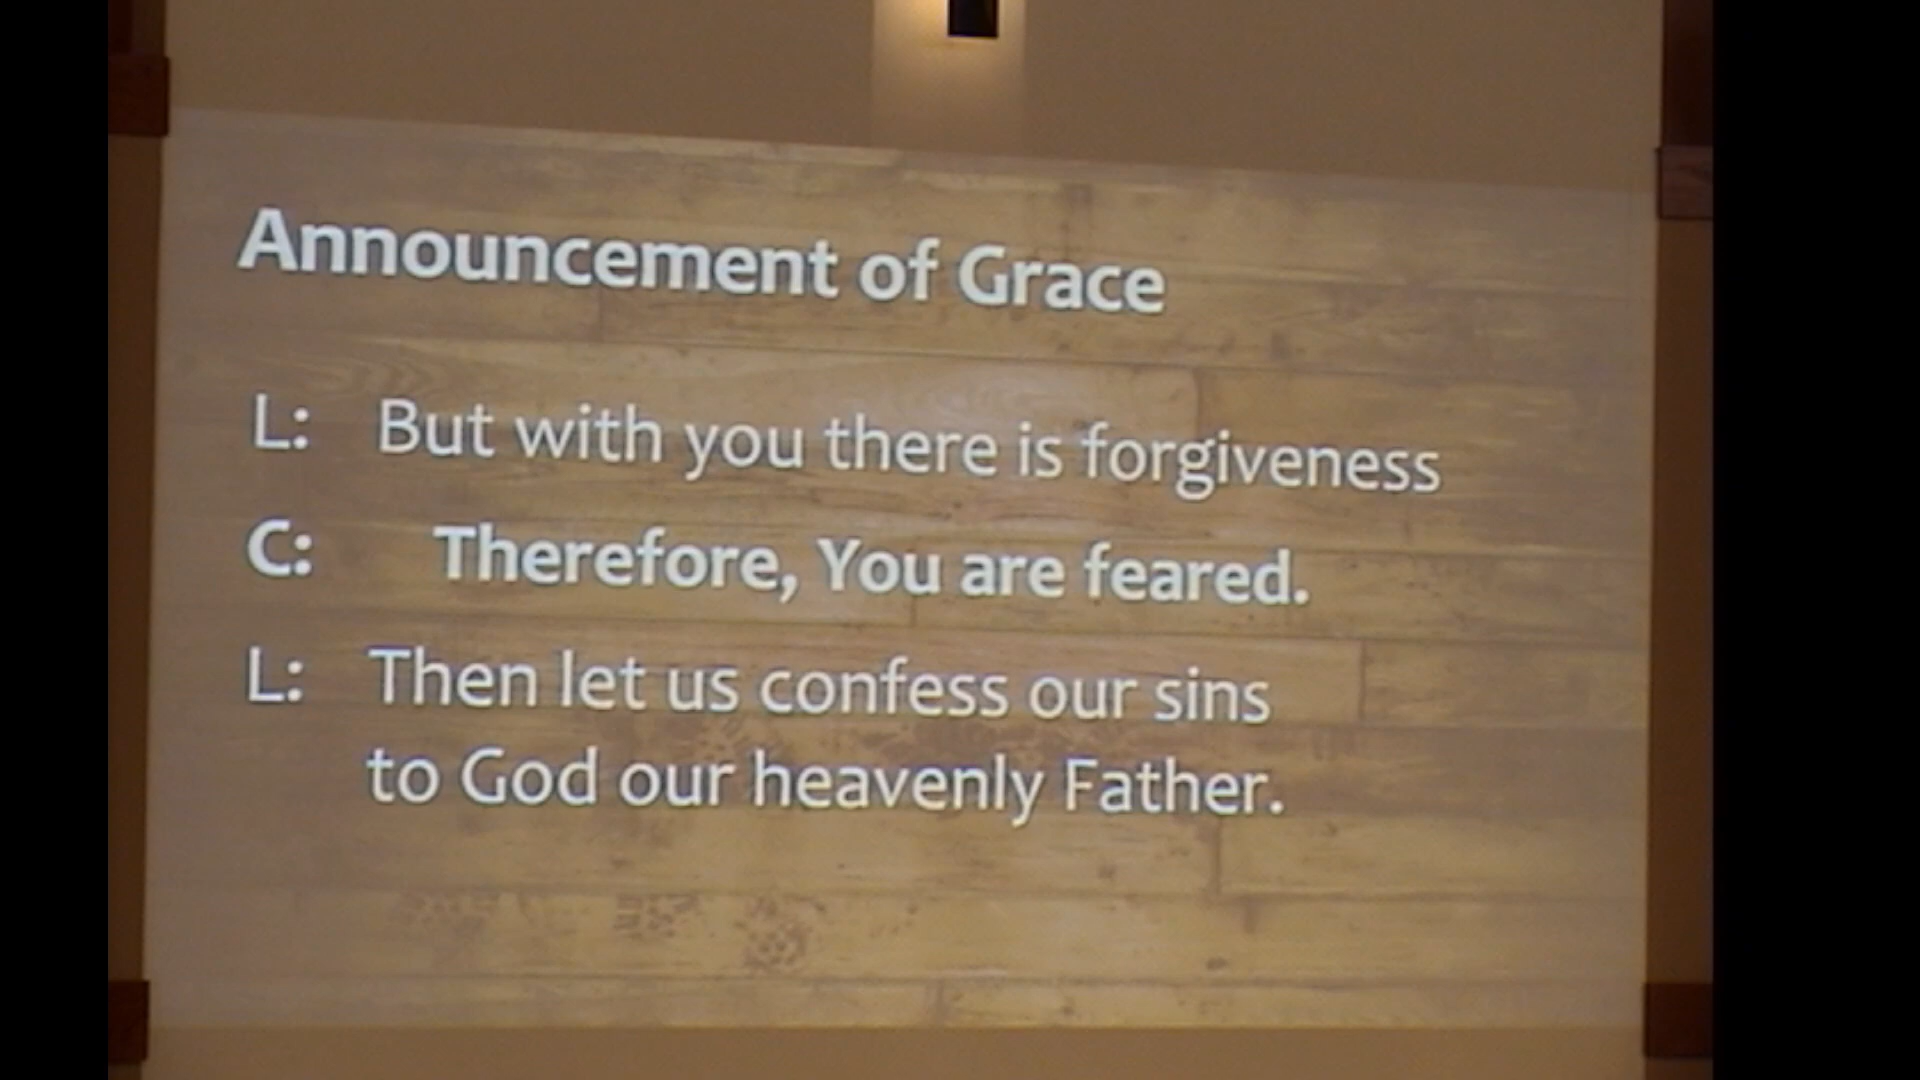 Announcement of Grace
L: But with you there is forgiveness
C: Therefore, You are feared.
L: Then let us confess our sins
to God our heavenly Father.